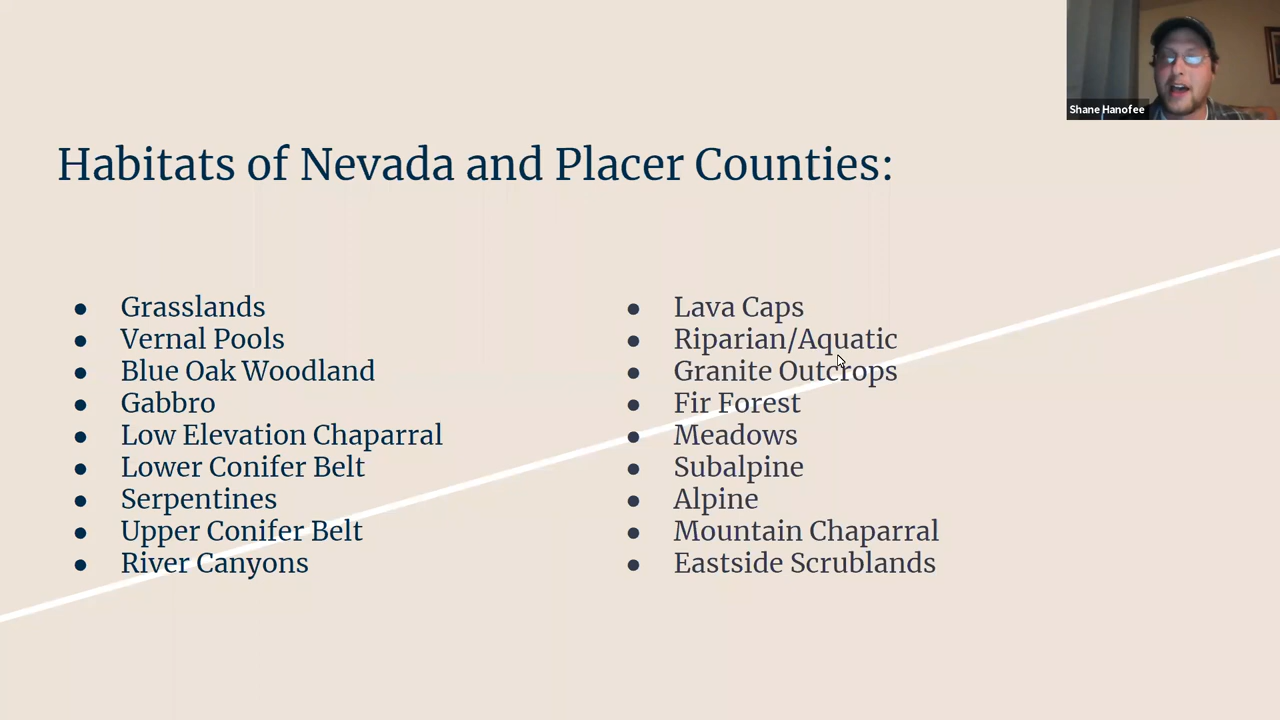 Shane Hanofee
Habitats of Nevada and Placer Counties:
● Grasslands
● Vernal Pools
● Blue Oak Woodland
● Gabbro
● Low Elevation Chaparral
● Lower Conifer Belt
● Serpentines
● Upper Conifer Belt
● River Canyons
● Lava Caps
● Riparian/Aquatic
● Granite Outcrops
● Fir Forest
● Meadows
● Subalpine
● Alpine
● Mountain Chaparral
● Eastside Scrublands